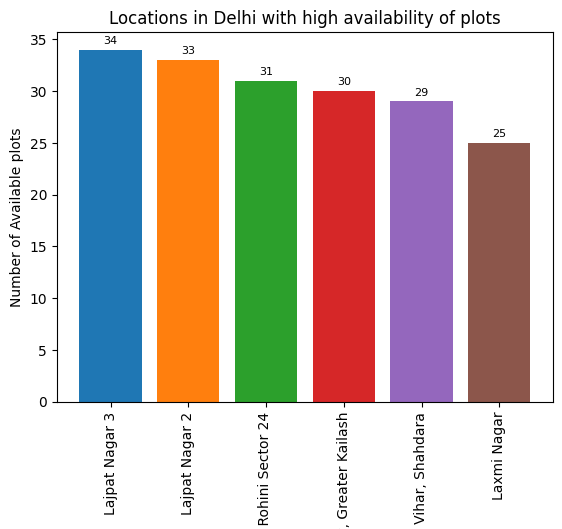 Locations in Delhi with high availability of plots
Number of Available plots
35
30
25
20
15
10
5
0
34
33
31
30
29
25
Lajpat Nagar 3
Lajpat Nagar 2
Rohini Sector 24
, Greater Kailash
Vihar, Shahdara
Laxmi Nagar